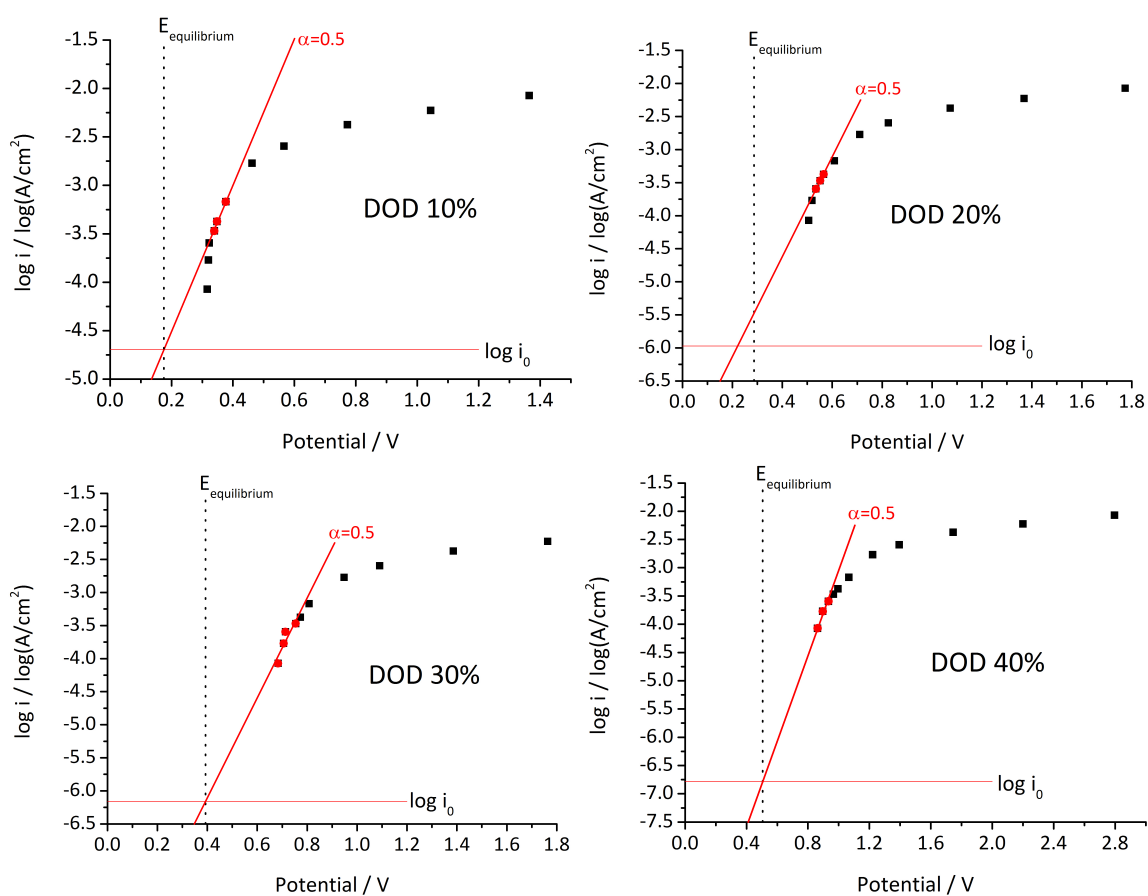 E equilibrium
α=0.5
-1.5
-2.0
-2.5
-3.0
-3.5
-4.0
-4.5
-5.0
log i / log(A/cm²)
DOD 10%
log i₀
0.0 0.2 0.4 0.6 0.8 1.0 1.2 1.4
Potential / V
E equilibrium
α=0.5
-1.5
-2.0
-2.5
-3.0
-3.5
-4.0
-4.5
-5.0
-5.5
-6.0
-6.5
log i / log(A/cm²)
DOD 20%
log i₀
0.0 0.2 0.4 0.6 0.8 1.0 1.2 1.4 1.6 1.8
Potential / V
E equilibrium
α=0.5
-1.5
-2.0
-2.5
-3.0
-3.5
-4.0
-4.5
-5.0
-5.5
-6.0
-6.5
log i / log(A/cm²)
DOD 30%
log i₀
0.0 0.2 0.4 0.6 0.8 1.0 1.2 1.4 1.6 1.8
Potential / V
E equilibrium
α=0.5
-1.5
-2.0
-2.5
-3.0
-3.5
-4.0
-4.5
-5.0
-5.5
-6.0
-6.5
-7.0
-7.5
log i / log(A/cm²)
DOD 40%
log i₀
0.0 0.4 0.8 1.2 1.6 2.0 2.4 2.8
Potential / V